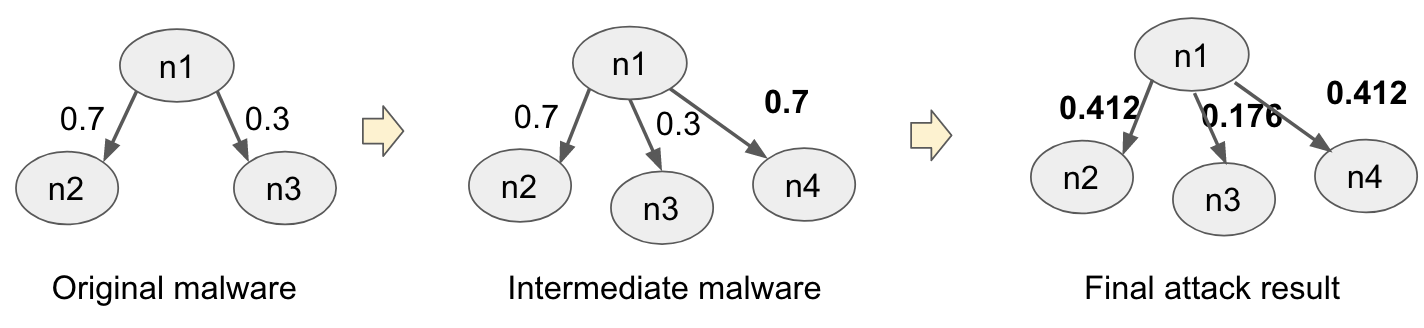 n1
0.7
0.3
n2
n3
Original malware
n1
0.7
0.3
0.7
n2
n3
n4
Intermediate malware
n1
0.412
0.176
0.412
n2
n3
n4
Final attack result